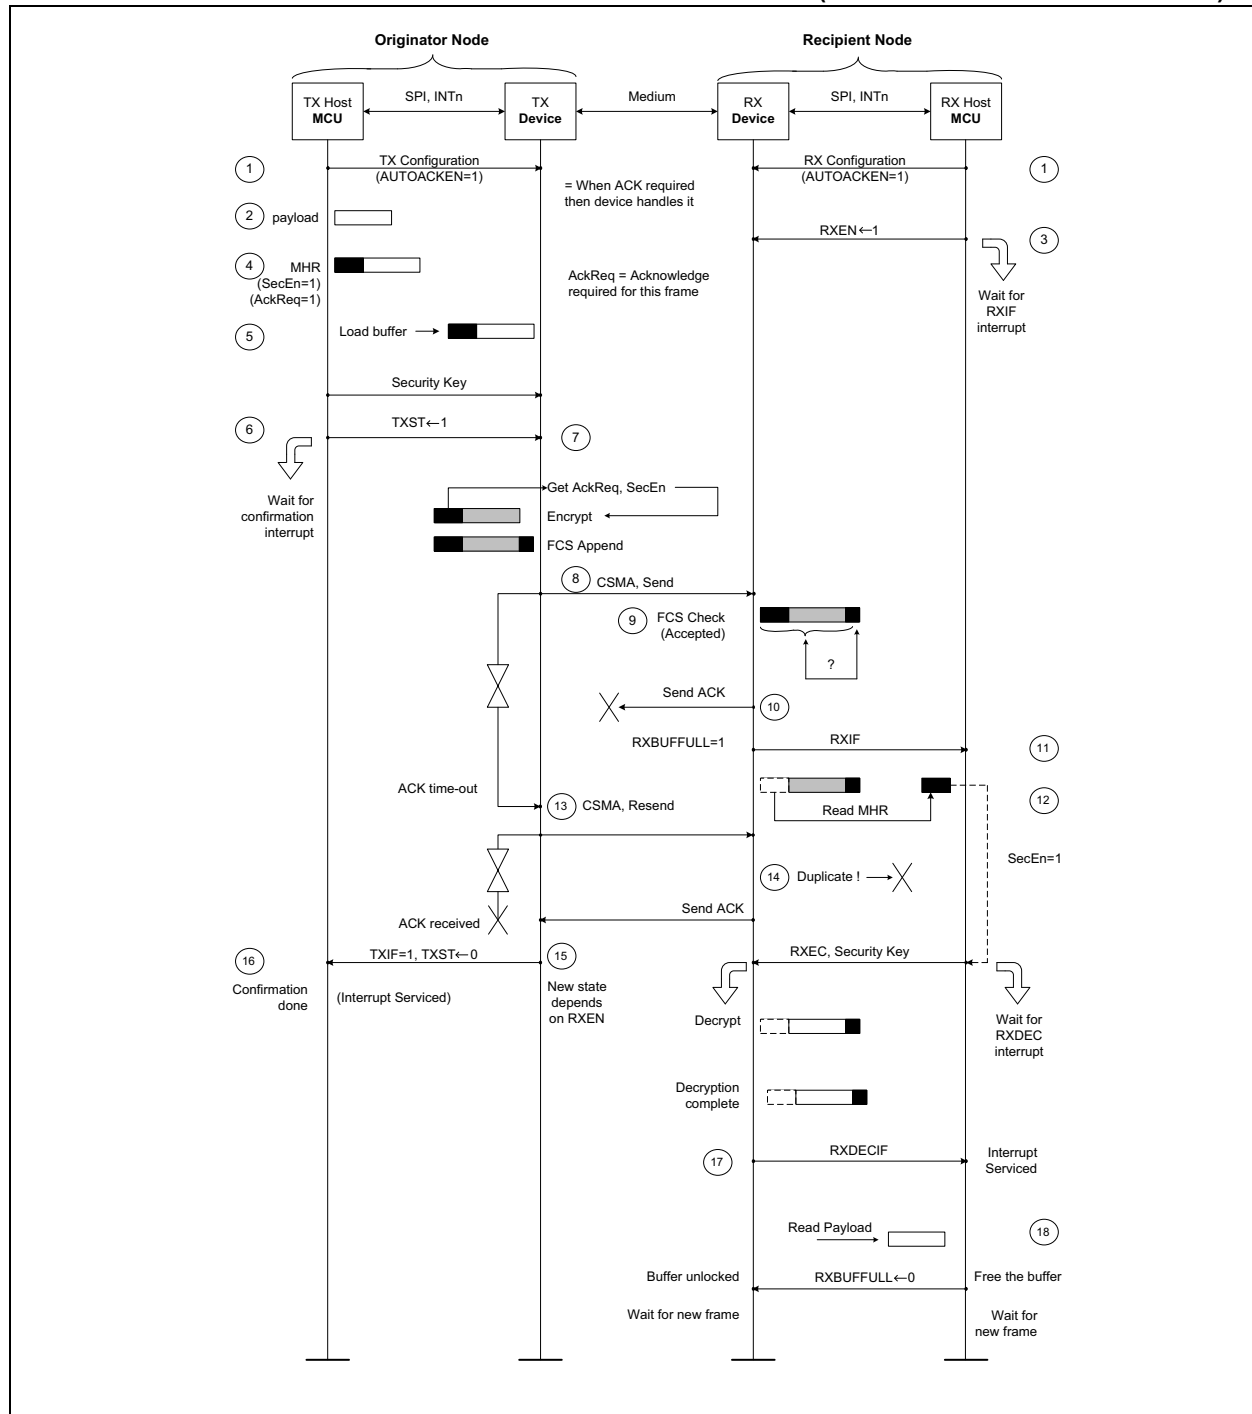 Originator Node
Recipient Node
TX Host
MCU
SPI, INTn
TX
Device
Medium
RX
Device
SPI, INTn
RX Host
MCU
1
TX Configuration
(AUTOACKEN=1)
RX Configuration
(AUTOACKEN=1)
1
= When ACK required
then device handles it
2
payload
RXEN←1
3
4
MHR
(SecEn=1)
(AckReq=1)
AckReq = Acknowledge
required for this frame
Wait for
RXIF
interrupt
5
Load buffer
Security Key
6
TXST←1
7
Wait for
confirmation
interrupt
Get AckReq, SecEn
Encrypt
FCS Append
8
CSMA, Send
9
FCS Check
(Accepted)
?
Send ACK
10
RXBUFFULL=1
RXIF
11
ACK time-out
13
CSMA, Resend
Read MHR
12
SecEn=1
14
Duplicate !
Send ACK
ACK received
16
TXIF=1, TXST←0
15
RXEC, Security Key
Confirmation
done
(Interrupt Serviced)
New state
depends
on RXEN
Decrypt
Wait for
RXDEC
interrupt
Decryption
complete
17
RXDECIF
Interrupt
Serviced
Read Payload
18
Buffer unlocked
RXBUFFULL←0
Free the buffer
Wait for new frame
Wait for
new frame